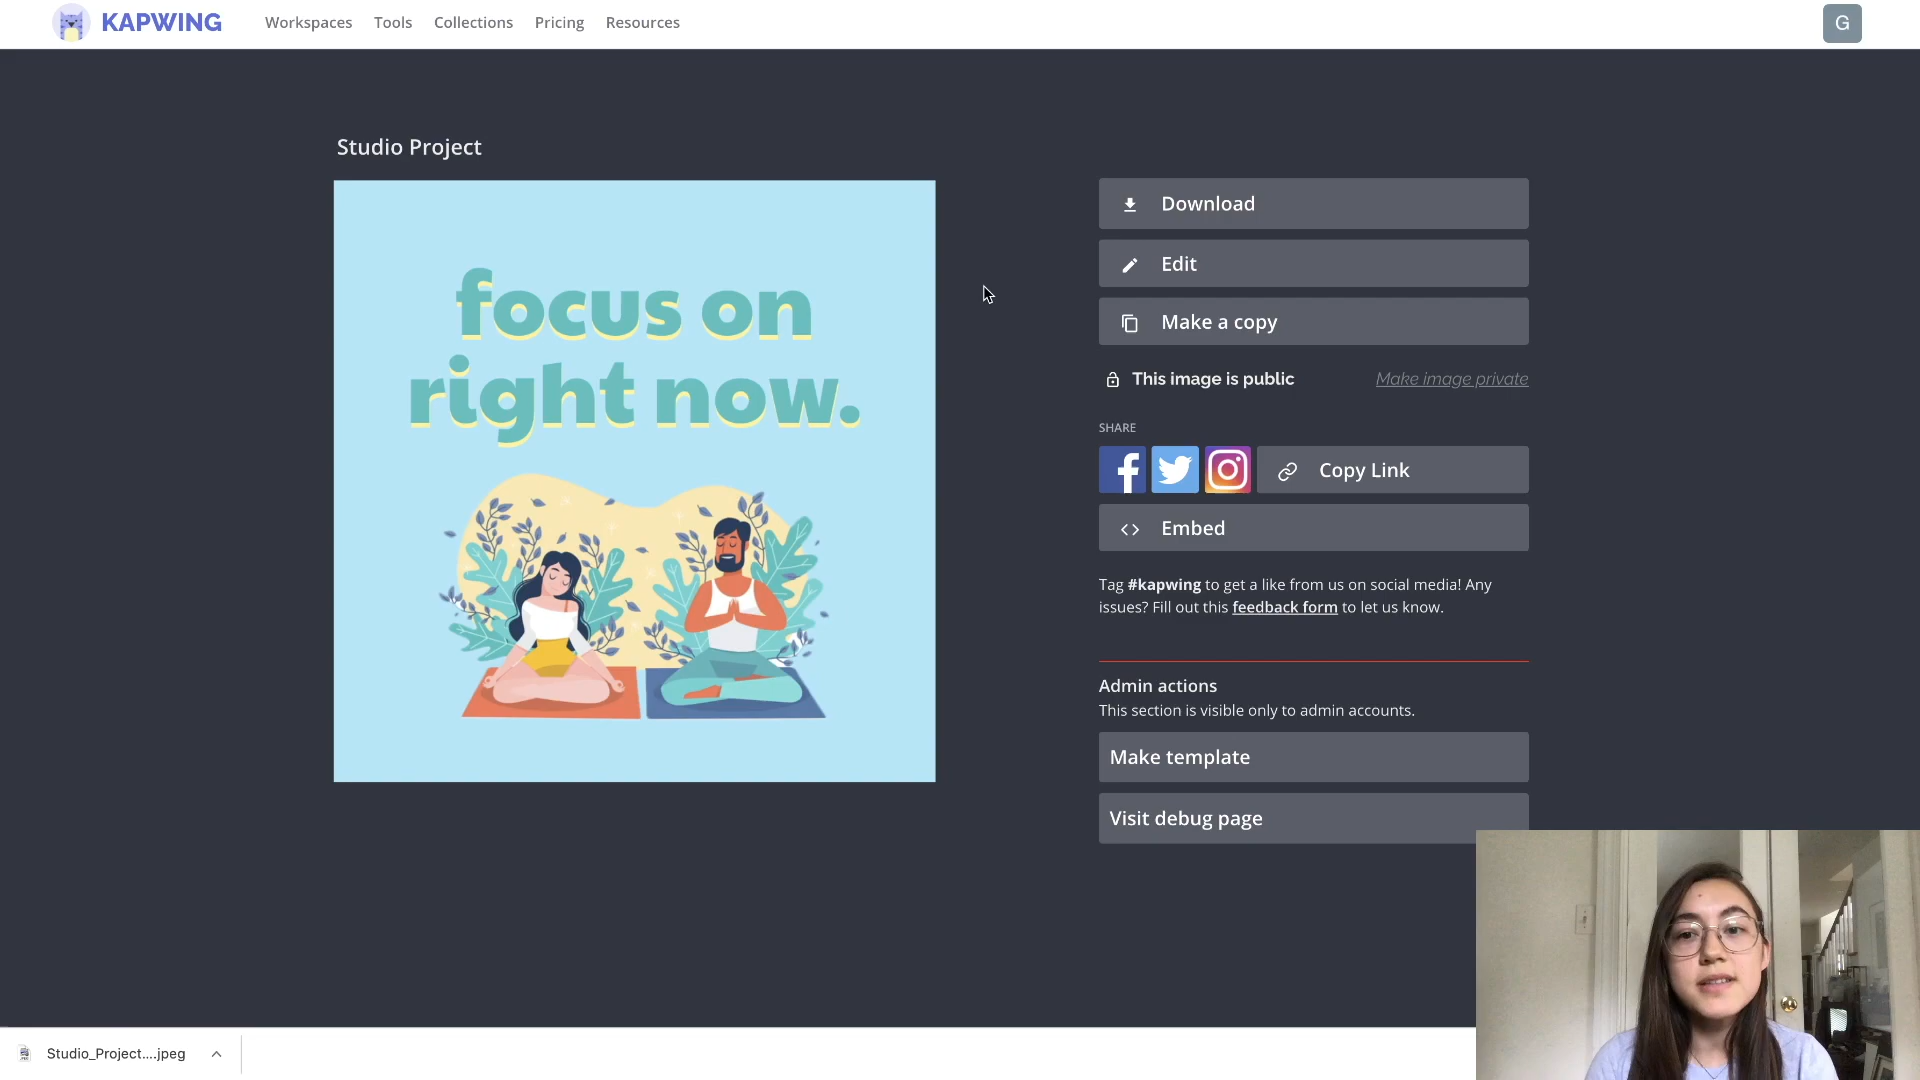 KAPWING
Workspaces
Tools
Collections
Pricing
Resources
G
Studio Project
focus on
right now.
Download
Edit
Make a copy
This image is public
Make image private
SHARE
Copy Link
Embed
Tag #kapwing to get a like from us on social media! Any
issues? Fill out this feedback form to let us know.
Admin actions
This section is visible only to admin accounts.
Make template
Visit debug page
Studio_Project....jpeg